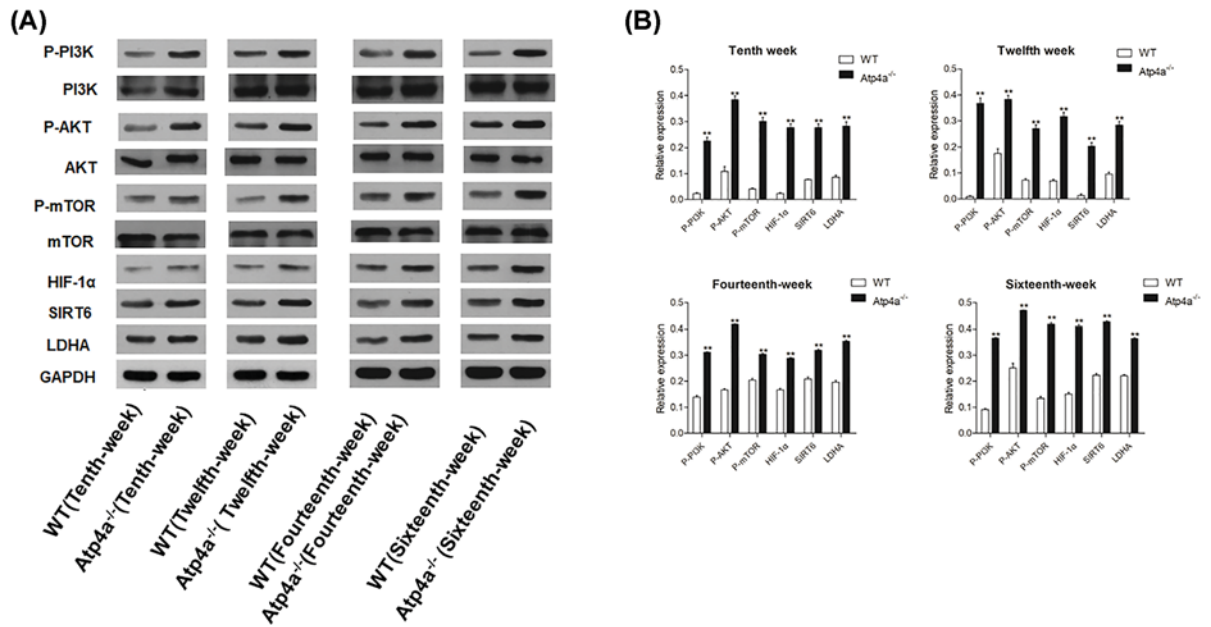 (A)
P-PI3K
PI3K
P-AKT
AKT
P-mTOR
mTOR
HIF-1α
SIRT6
LDHA
GAPDH
WT(Tenth-week)
Atp4a-/-(Tenth-week)
WT(Twelfth-week)
Atp4a-/-( Twelfth-week)
WT(Fourteenth-week)
Atp4a-/-(Fourteenth-week)
WT(Sixteenth-week)
Atp4a-/- (Sixteenth-week)
(B)
Tenth week
WT
Atp4a-/-
Relative expression
0.5
0.4
0.3
0.2
0.1
0.0
** ** ** ** ** **
P-PI3K
P-AKT
P-mTOR
HIF-1α
SIRT6
LDHA
Twelfth week
WT
Atp4a-/-
Relative expression
0.5
0.4
0.3
0.2
0.1
0.0
** ** ** ** ** **
P-PI3K
P-AKT
P-mTOR
HIF-1α
SIRT6
LDHA
Fourteenth-week
WT
Atp4a-/-
Relative expression
0.5
0.4
0.3
0.2
0.1
0.0
** ** ** ** ** **
P-PI3K
P-AKT
P-mTOR
HIF-1α
SIRT6
LDHA
Sixteenth-week
WT
Atp4a-/-
Relative expression
0.5
0.4
0.3
0.2
0.1
0.0
** ** ** ** ** **
P-PI3K
P-AKT
P-mTOR
HIF-1α
SIRT6
LDHA